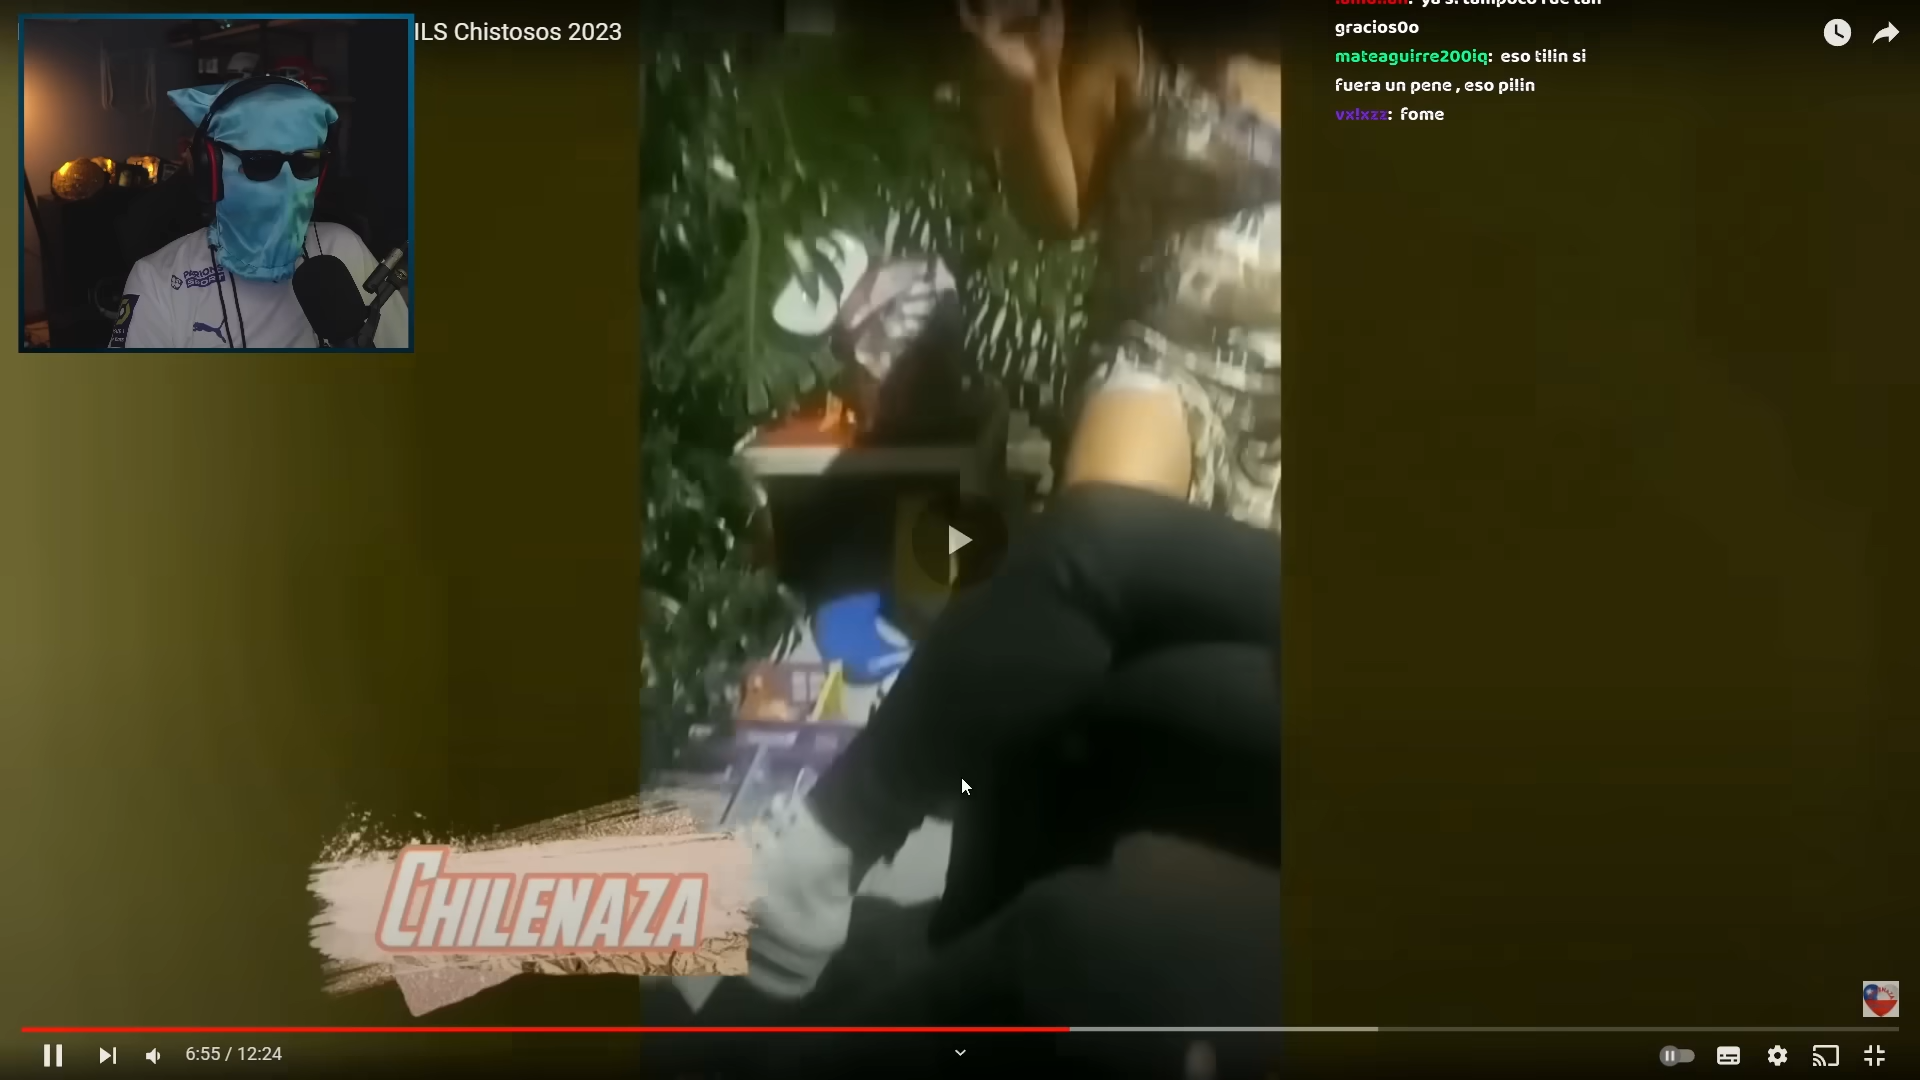 ILS Chistosos 2023
gracios0o
mateaguirre200iq: eso tilin si
fuera un pene , eso pilin
vx!xzz: fome
CHILENAZA
6:55 / 12:24